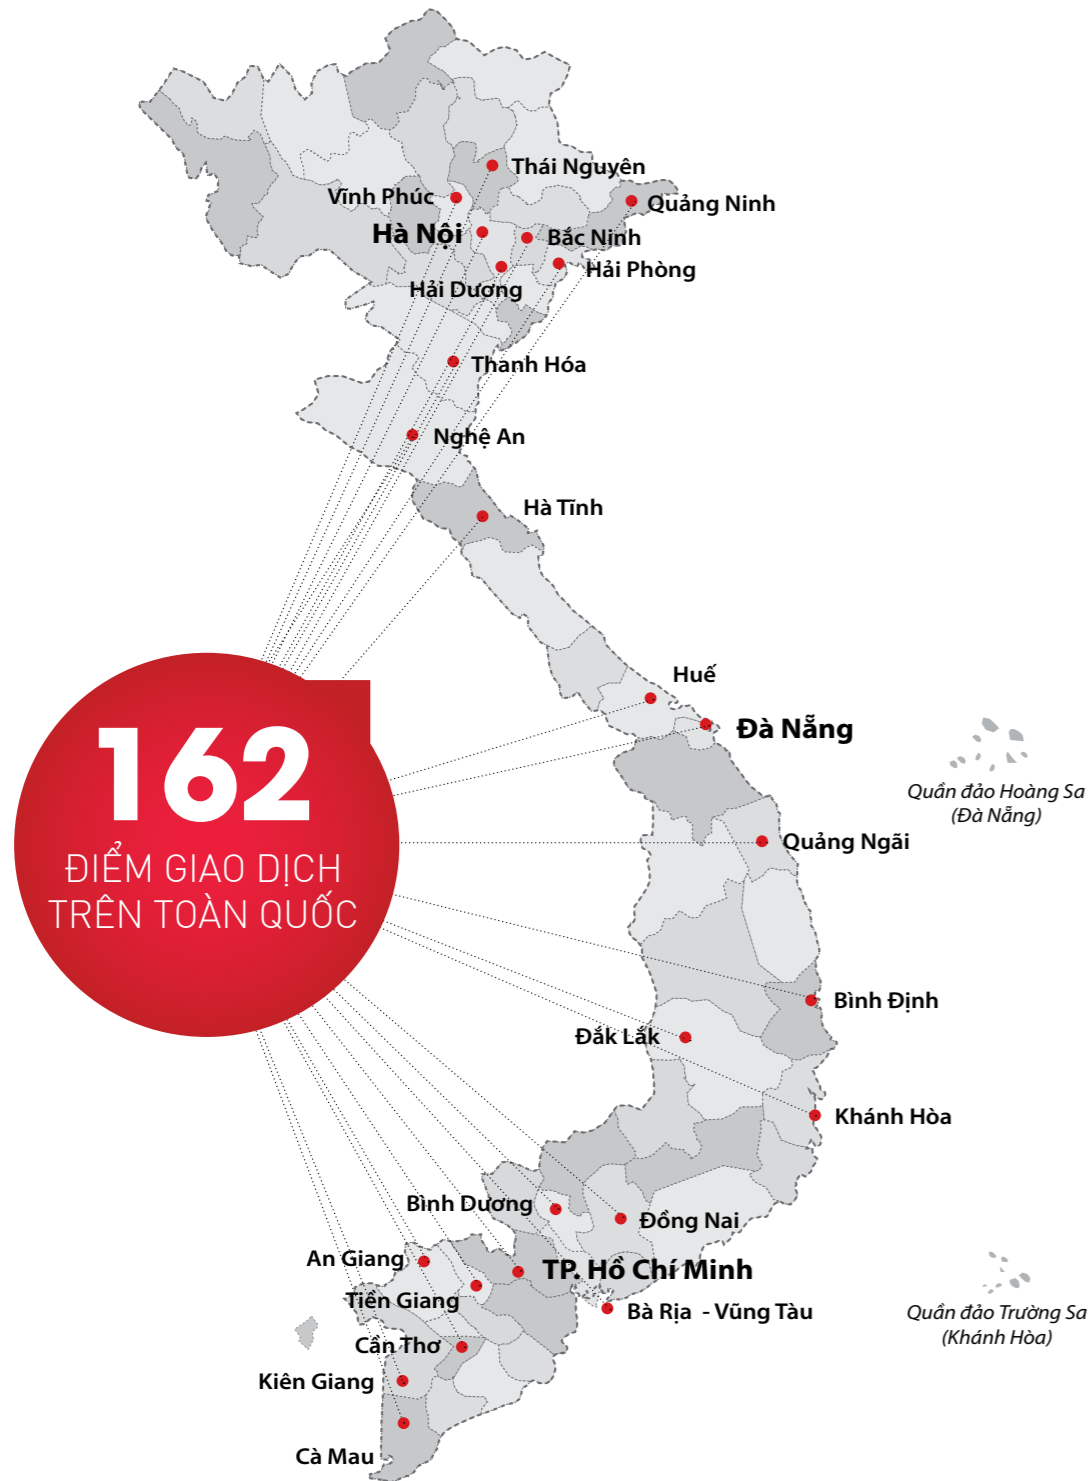 Thái Nguyên
Vĩnh Phúc
Quảng Ninh
Hà Nội
Bắc Ninh
Hải Phòng
Hải Dương
Thanh Hóa
Nghệ An
Hà Tĩnh
Huế
Đà Nẵng
162
ĐIỂM GIAO DỊCH
TRÊN TOÀN QUỐC
Quần đảo Hoàng Sa
(Đà Nẵng)
Quảng Ngãi
Bình Định
Đắk Lắk
Khánh Hòa
Bình Dương
Đồng Nai
An Giang
TP. Hồ Chí Minh
Tiền Giang
Bà Rịa - Vũng Tàu
Quần đảo Trường Sa
(Khánh Hòa)
Cần Thơ
Kiên Giang
Cà Mau